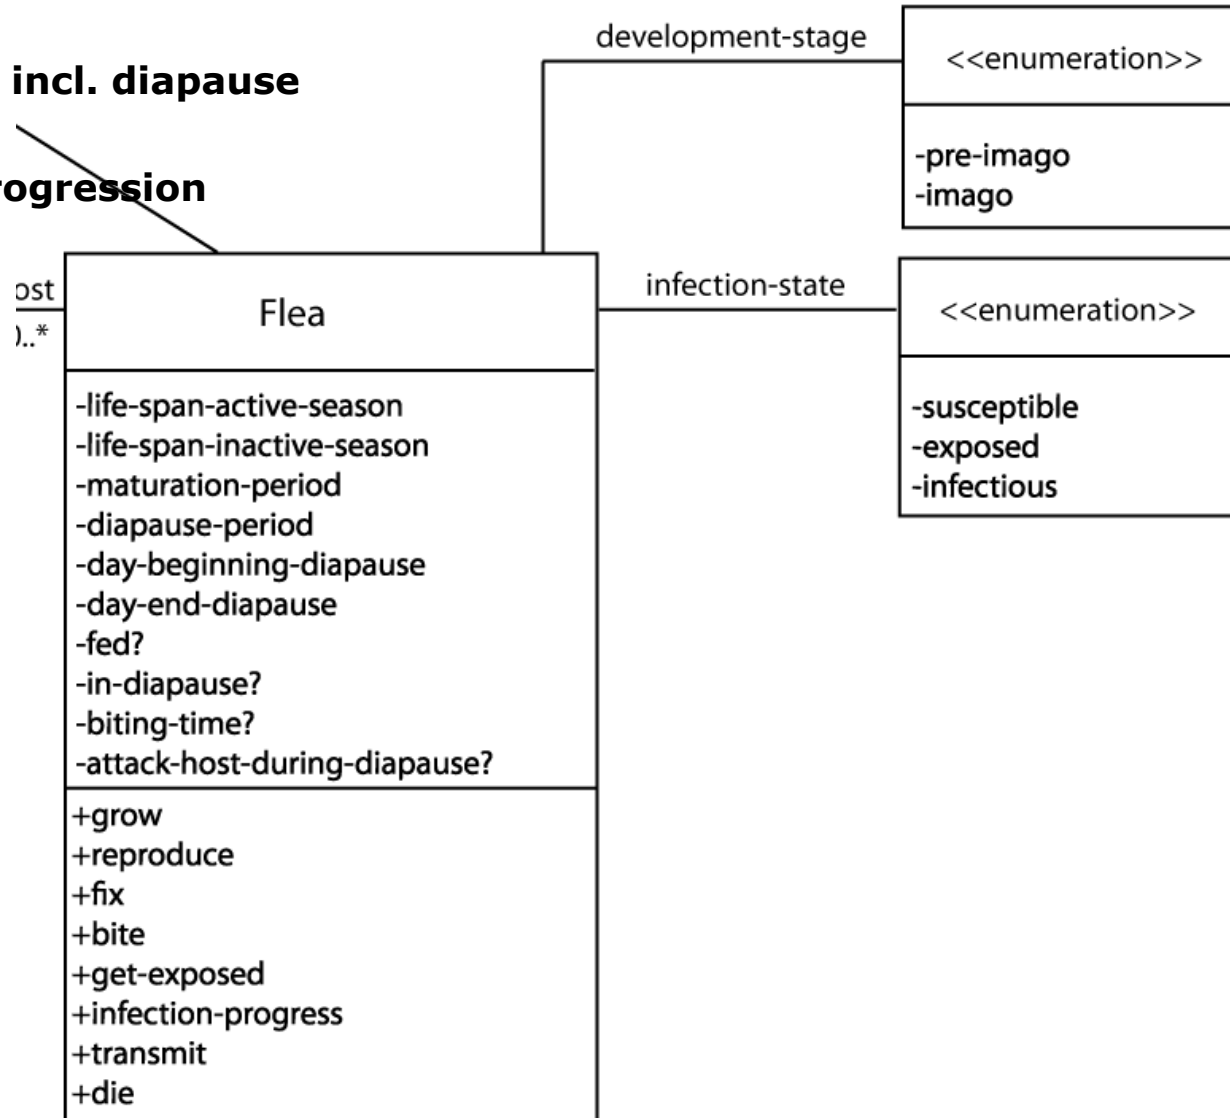 development-stage
<<enumeration>>
incl. diapause
-pre-imago
-imago
infection-state
<<enumeration>>
Flea
-life-span-active-season
-life-span-inactive-season
-maturation-period
-diapause-period
-day-beginning-diapause
-day-end-diapause
-fed?
-in-diapause?
-biting-time?
-attack-host-during-diapause?
-susceptible
-exposed
-infectious
+grow
+reproduce
+fix
+bite
+get-exposed
+infection-progress
+transmit
+die